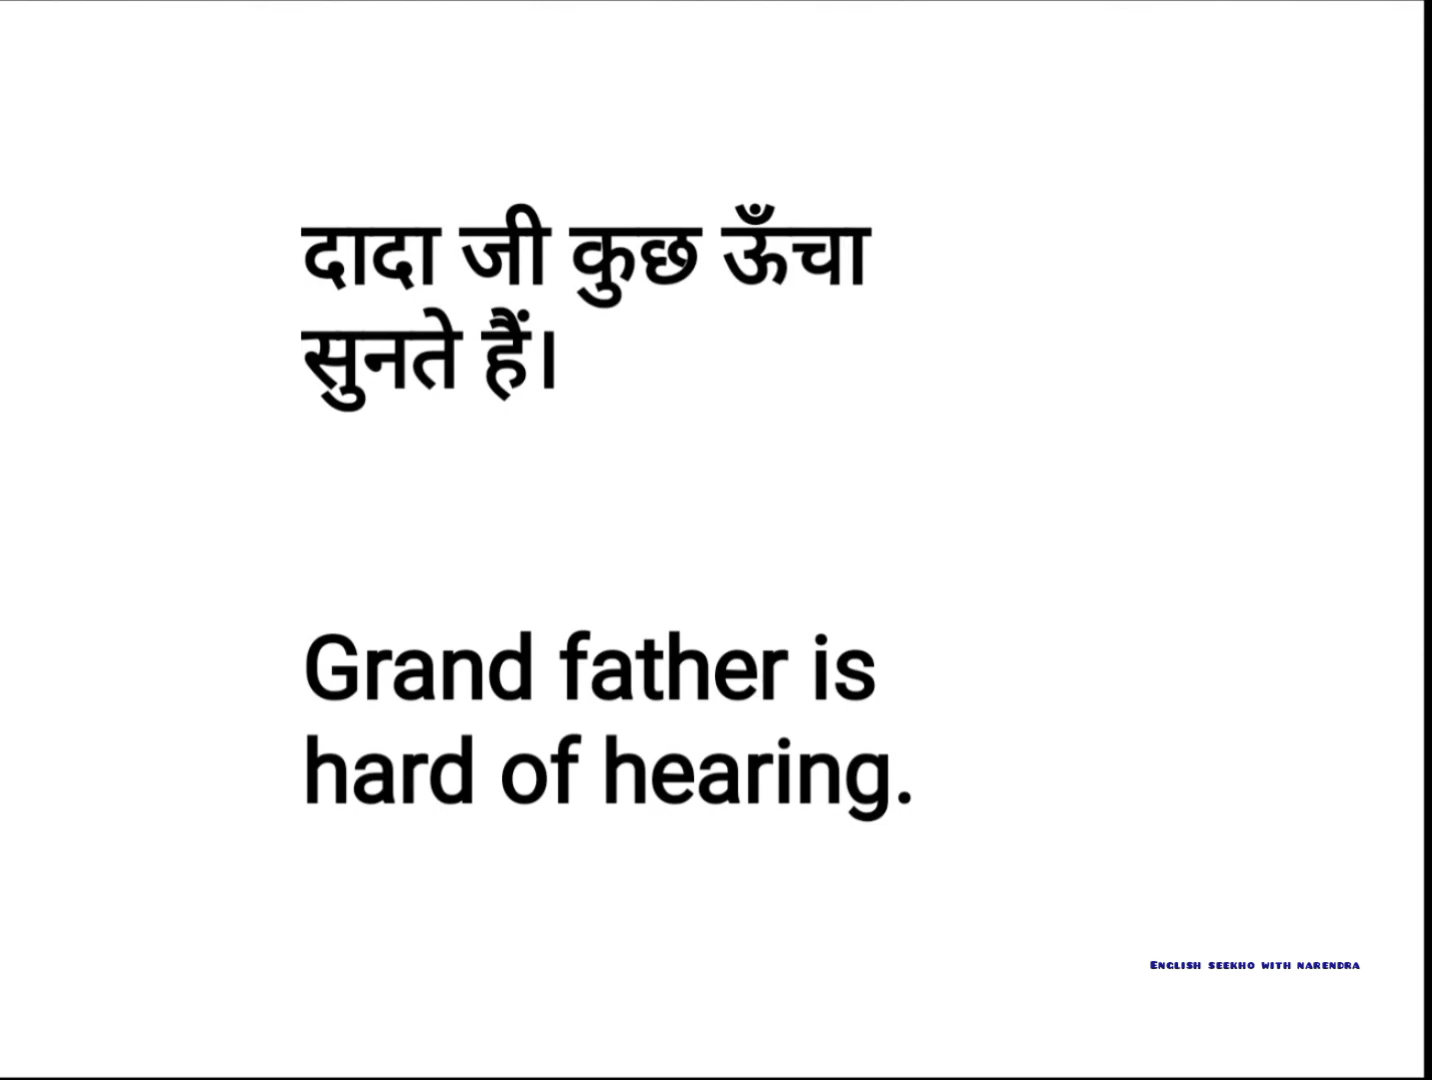 दादा जी कुछ ऊँचा
सुनते हैं।
Grand father is
hard of hearing.
English seekho with narendra